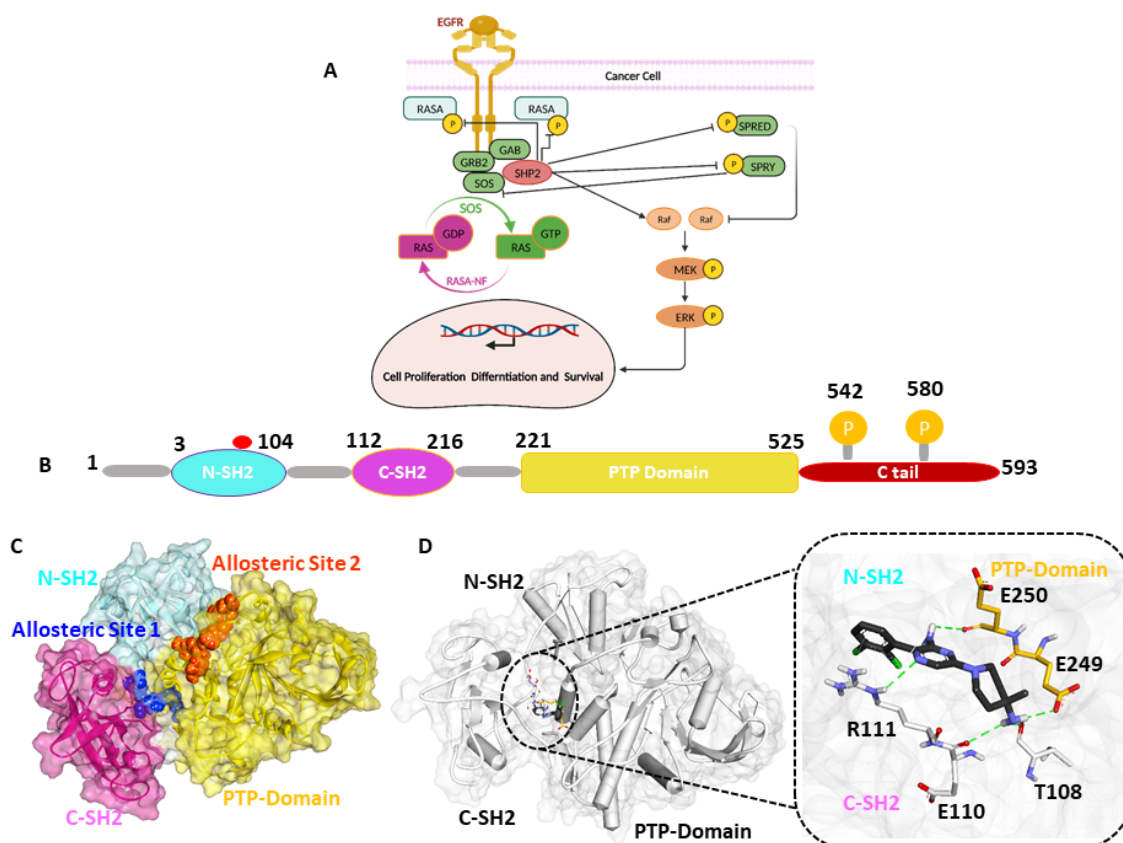 A
EGFR
Cancer Cell
RASA
P
RASA
P
P
SPRED
GAB
GRB2
SHP2
P
SPRY
SOS
SOS
RAS
GDP
RAS
GTP
RASA-NF
Raf
Raf
MEK
P
ERK
P
Cell Proliferation Differntiation and Survival
B
1
3
104
112
216
221
525
542
580
P
P
N-SH2
C-SH2
PTP Domain
C tail
593
C
N-SH2
Allosteric Site 2
Allosteric Site 1
C-SH2
PTP-Domain
D
N-SH2
C-SH2
PTP-Domain
N-SH2
PTP-Domain
E250
E249
R111
C-SH2
E110
T108